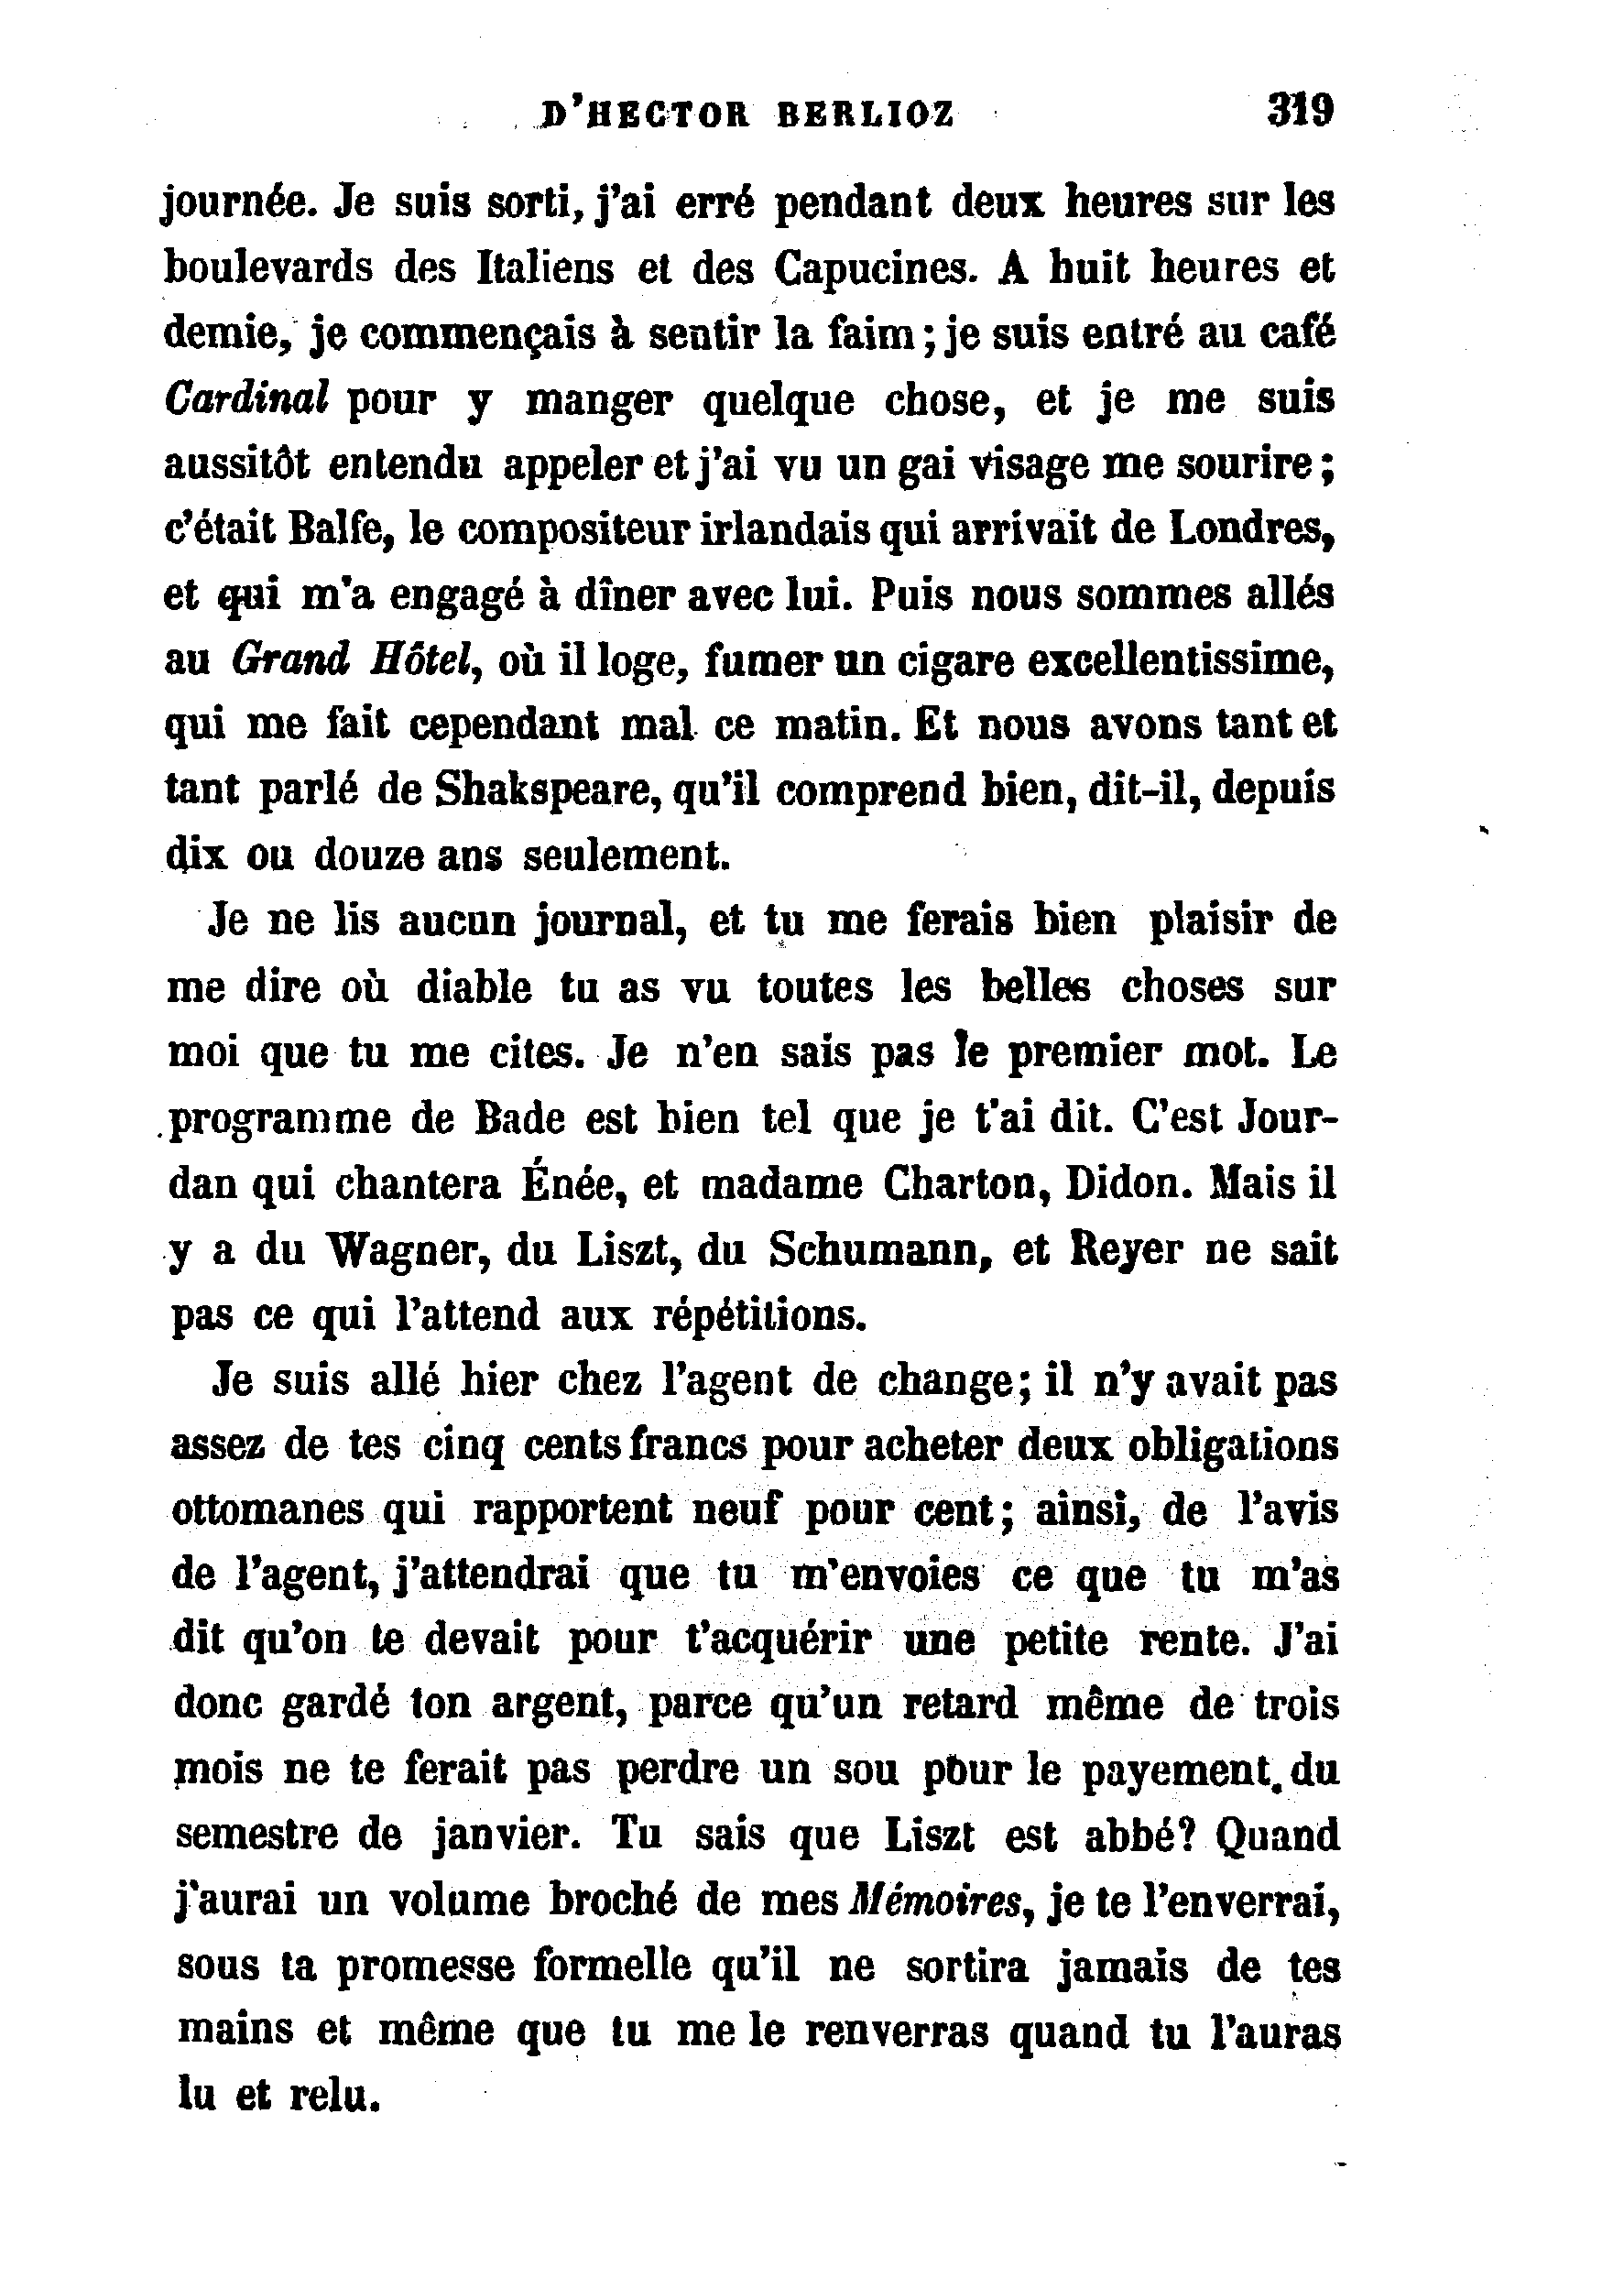 D'HECTOR BERLIOZ 319
journée. Je suis sorti, j'ai erré pendant deux heures sur les
boulevards des Italiens et des Capucines. A huit heures et
demie, je commençais à sentir la faim ; je suis entré au café
Cardinal pour y manger quelque chose, et je me suis
aussitôt entendu appeler et j'ai vu un gai visage me sourire ;
c'était Balfe, le compositeur irlandais qui arrivait de Londres,
et qui m'a engagé à dîner avec lui. Puis nous sommes allés
au Grand Hôtel, où il loge, fumer un cigare excellentissime,
qui me fait cependant mal ce matin. Et nous avons tant et
tant parlé de Shakspeare, qu'il comprend bien, dit-il, depuis
dix ou douze ans seulement.
Je ne lis aucun journal, et tu me ferais bien plaisir de
me dire où diable tu as vu toutes les belles choses sur
moi que tu me cites. Je n'en sais pas le premier mot. Le
programme de Bade est bien tel que je t'ai dit. C'est Jour-
dan qui chantera Énée, et madame Charton, Didon. Mais il
y a du Wagner, du Liszt, du Schumann, et Reyer ne sait
pas ce qui l'attend aux répétitions.
Je suis allé hier chez l'agent de change; il n'y avait pas
assez de tes cinq cents francs pour acheter deux obligations
ottomanes qui rapportent neuf pour cent ; ainsi, de l'avis
de l'agent, j'attendrai que tu m'envoies ce que tu m'as
dit qu'on te devait pour t'acquérir une petite rente. J'ai
donc gardé ton argent, parce qu'un retard même de trois
mois ne te ferait pas perdre un sou pour le payement du
semestre de janvier. Tu sais que Liszt est abbé? Quand
j'aurai un volume broché de mes Mémoires, je te l'enverrai,
sous ta promesse formelle qu'il ne sortira jamais de tes
mains et même que tu me le renverras quand tu l'auras
lu et relu.